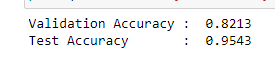 Validation Accuracy :  0.8213
Test Accuracy       :  0.9543